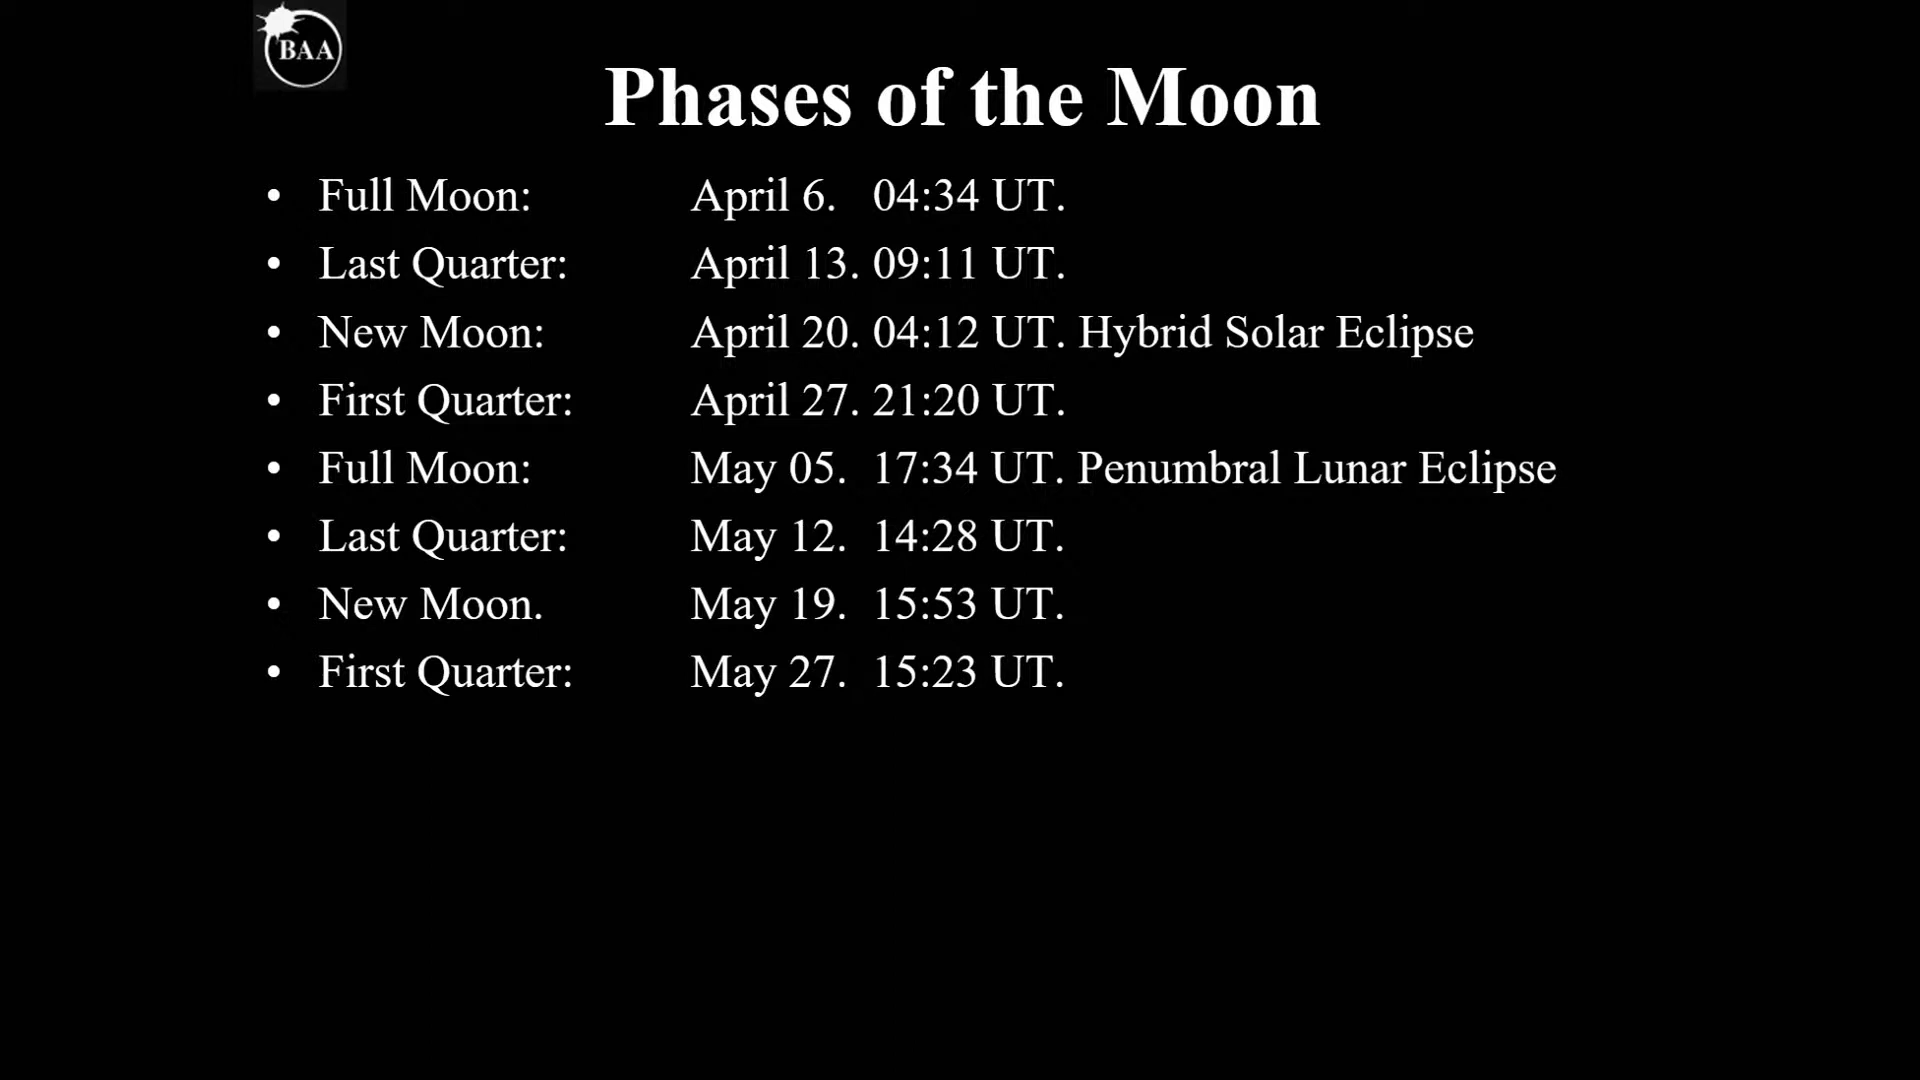 BAA
Phases of the Moon
• Full Moon: April 6. 04:34 UT.
• Last Quarter: April 13. 09:11 UT.
• New Moon: April 20. 04:12 UT. Hybrid Solar Eclipse
• First Quarter: April 27. 21:20 UT.
• Full Moon: May 05. 17:34 UT. Penumbral Lunar Eclipse
• Last Quarter: May 12. 14:28 UT.
• New Moon. May 19. 15:53 UT.
• First Quarter: May 27. 15:23 UT.